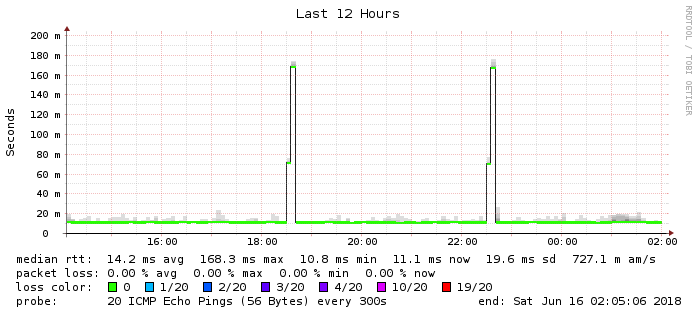 Last 12 Hours
RRDTOOL / TOBI OETIKER
Seconds
200 m
180 m
160 m
140 m
120 m
100 m
80 m
60 m
40 m
20 m
0
16:00 18:00 20:00 22:00 00:00 02:00
median rtt: 14.2 ms avg 168.3 ms max 10.8 ms min 11.1 ms now 19.6 ms sd 727.1 m am/s
packet loss: 0.00 % avg 0.00 % max 0.00 % min 0.00 % now
loss color: 0 1/20 2/20 3/20 4/20 10/20 19/20
probe: 20 ICMP Echo Pings (56 Bytes) every 300s end: Sat Jun 16 02:05:06 2018